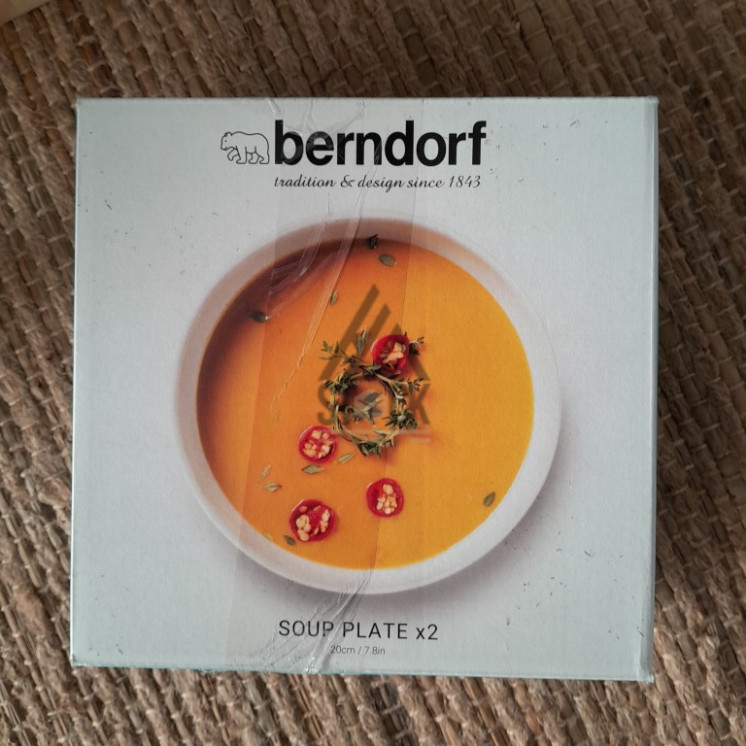 berndorf
tradition & design since 1843
SOUP PLATE x2
20cm / 7.8in